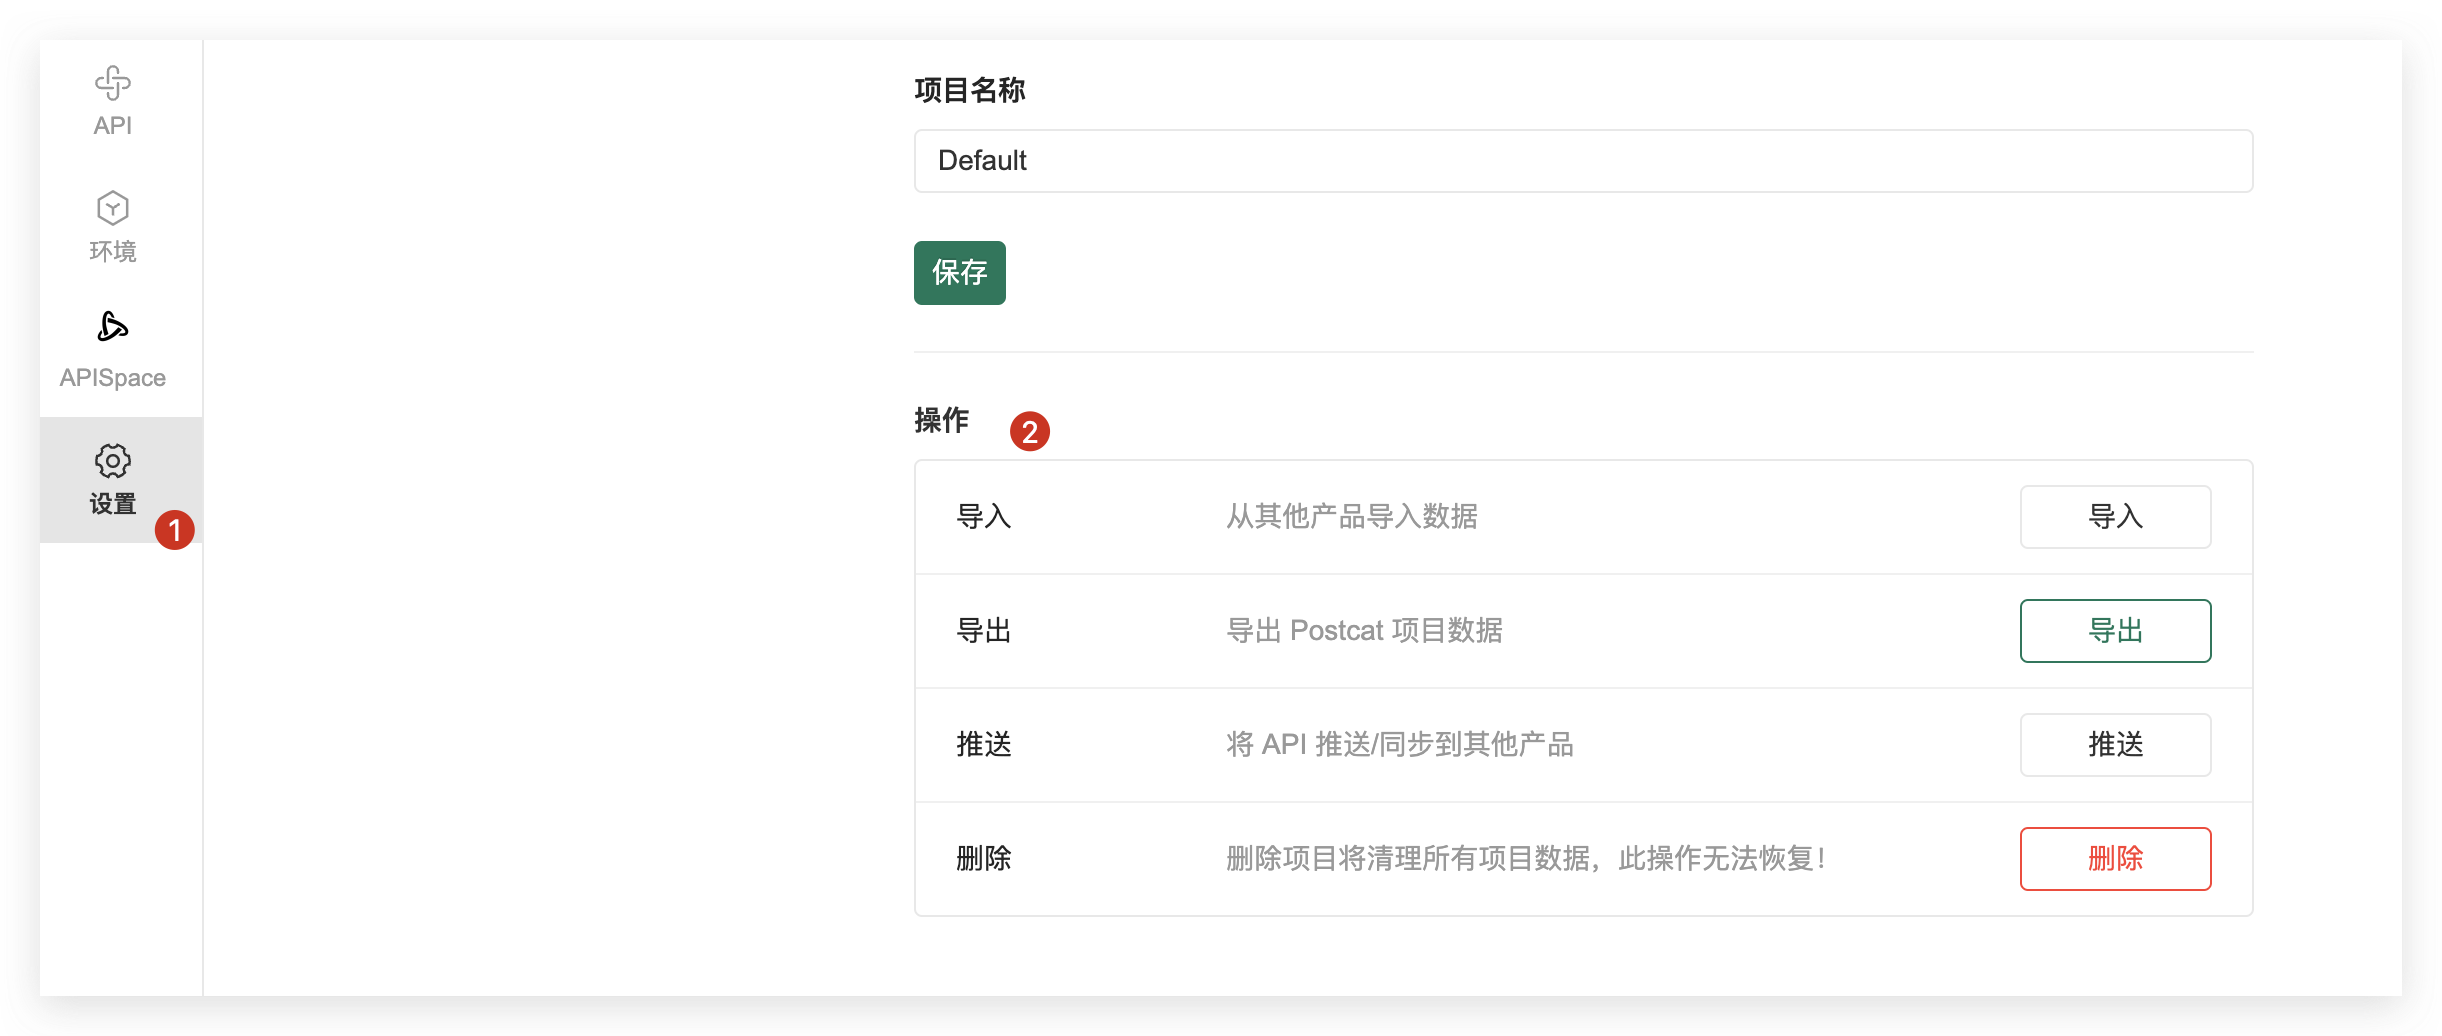 API
环境
APISpace
设置
1
项目名称
Default
保存
操作
2
导入 从其他产品导入数据 导入
导出 导出 Postcat 项目数据 导出
推送 将 API 推送/同步到其他产品 推送
删除 删除项目将清理所有项目数据，此操作无法恢复！ 删除